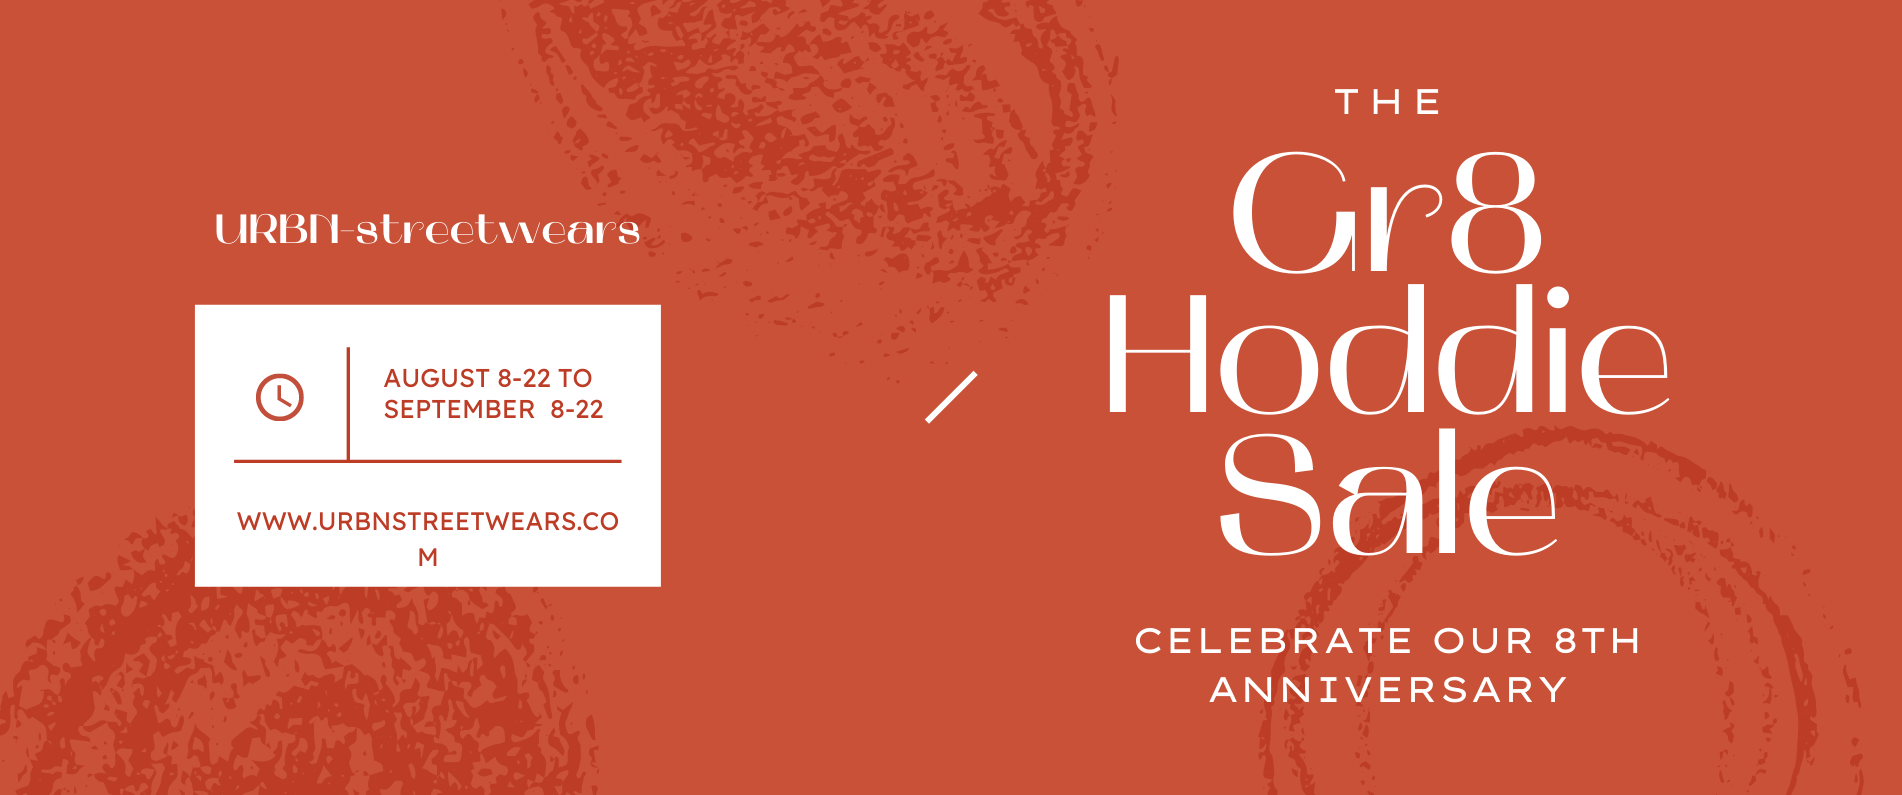 URBN-streetwears
AUGUST 8-22 TO
SEPTEMBER 8-22
WWW.URBNSTREETWEARS.CO
M
THE
Gr8
Hoddie
Sale
CELEBRATE OUR 8TH
ANNIVERSARY